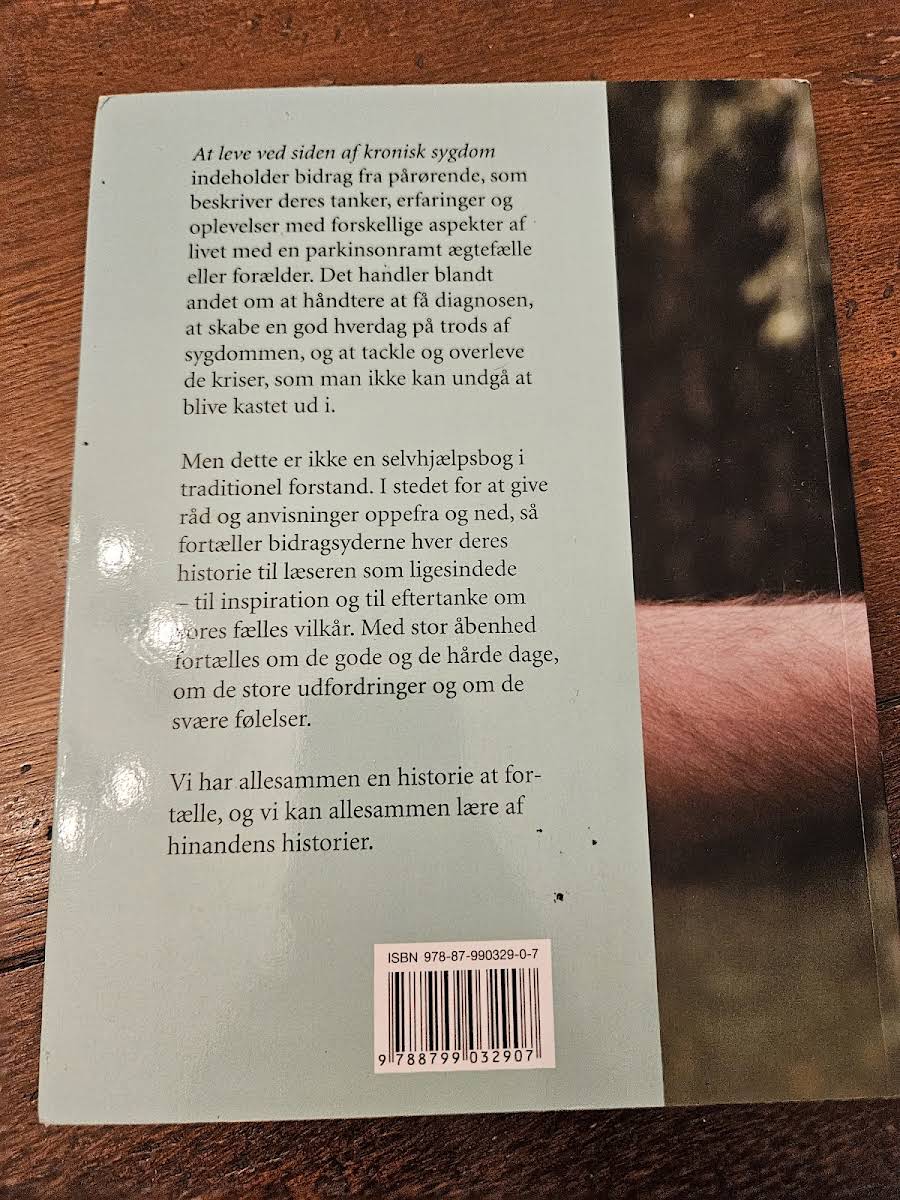 At leve ved siden af kronisk sygdom
indeholder bidrag fra pårørende, som
beskriver deres tanker, erfaringer og
oplevelser med forskellige aspekter af
livet med en parkinsonramt ægtefælle
eller forælder. Det handler blandt
andet om at håndtere at få diagnosen,
at skabe en god hverdag på trods af
sygdommen, og at tackle og overleve
de kriser, som man ikke kan undgå at
blive kastet ud i.
Men dette er ikke en selvhjælpsbog i
traditionel forstand. I stedet for at give
råd og anvisninger oppefra og ned, så
fortæller bidragsyderne hver deres
historie til læseren som ligesindede
– til inspiration og til eftertanke om
vores fælles vilkår. Med stor åbenhed
fortælles om de gode og de hårde dage,
om de store udfordringer og om de
svære følelser.
Vi har allesammen en historie at for-
tælle, og vi kan allesammen lære af
hinandens historier.
ISBN 978-87-990329-0-7
9 788799 032907